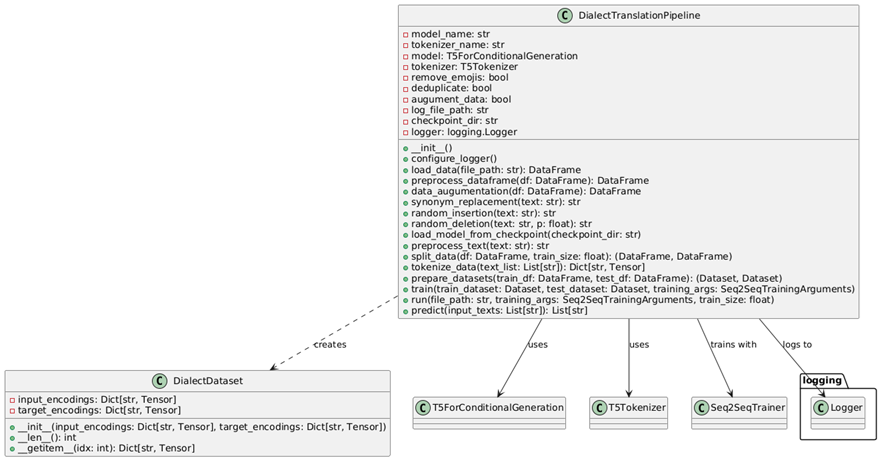 C DialectTranslationPipeline
model_name: str
tokenizer_name: str
model: T5ForConditionalGeneration
tokenizer: T5Tokenizer
remove_emojis: bool
deduplicate: bool
augument_data: bool
log_file_path: str
checkpoint_dir: str
logger: logging.Logger
__init__()
configure_logger()
load_data(file_path: str): DataFrame
preprocess_dataframe(df: DataFrame): DataFrame
data_augumentation(df: DataFrame): DataFrame
synonym_replacement(text: str): str
random_insertion(text: str): str
random_deletion(text: str, p: float): str
load_model_from_checkpoint(checkpoint_dir: str)
preprocess_text(text: str): str
split_data(df: DataFrame, train_size: float): (DataFrame, DataFrame)
tokenize_data(text_list: List[str]): Dict[str, Tensor]
prepare_datasets(train_df: DataFrame, test_df: DataFrame): (Dataset, Dataset)
train(train_dataset: Dataset, test_dataset: Dataset, training_args: Seq2SeqTrainingArguments)
run(file_path: str, training_args: Seq2SeqTrainingArguments, train_size: float)
predict(input_texts: List[str]): List[str]
creates
uses
uses
trains with
logs to
C DialectDataset
input_encodings: Dict[str, Tensor]
target_encodings: Dict[str, Tensor]
__init__(input_encodings: Dict[str, Tensor], target_encodings: Dict[str, Tensor])
__len__(): int
__getitem__(idx: int): Dict[str, Tensor]
C T5ForConditionalGeneration
C T5Tokenizer
C Seq2SeqTrainer
logging
C Logger